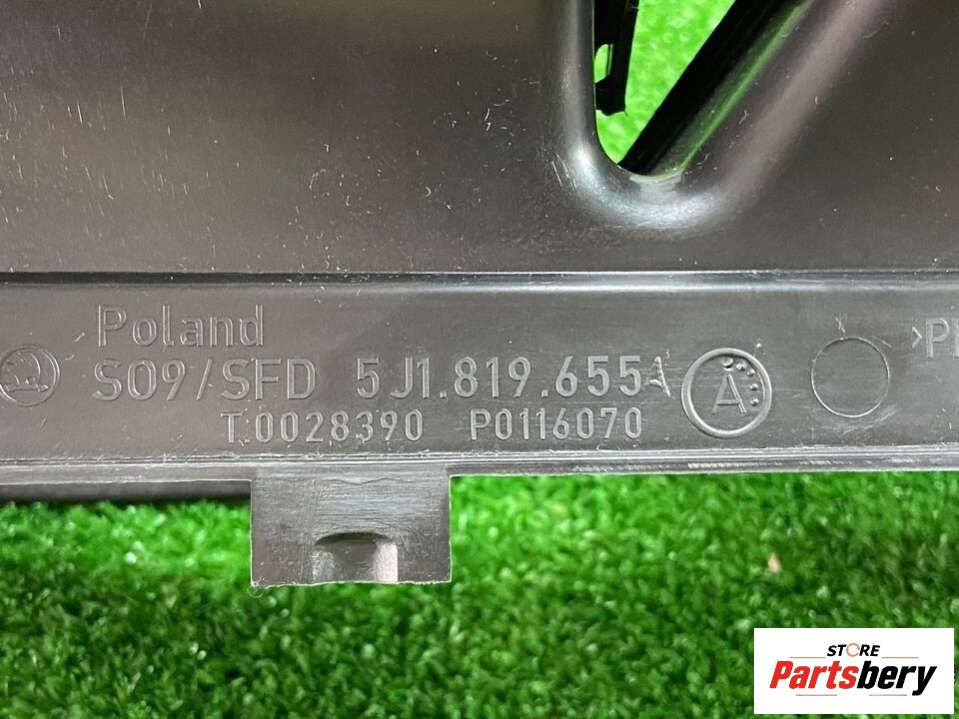 Poland
S09/SFD 5J1.819.655A A
T.0028390 P0116070
STORE
Partsbery